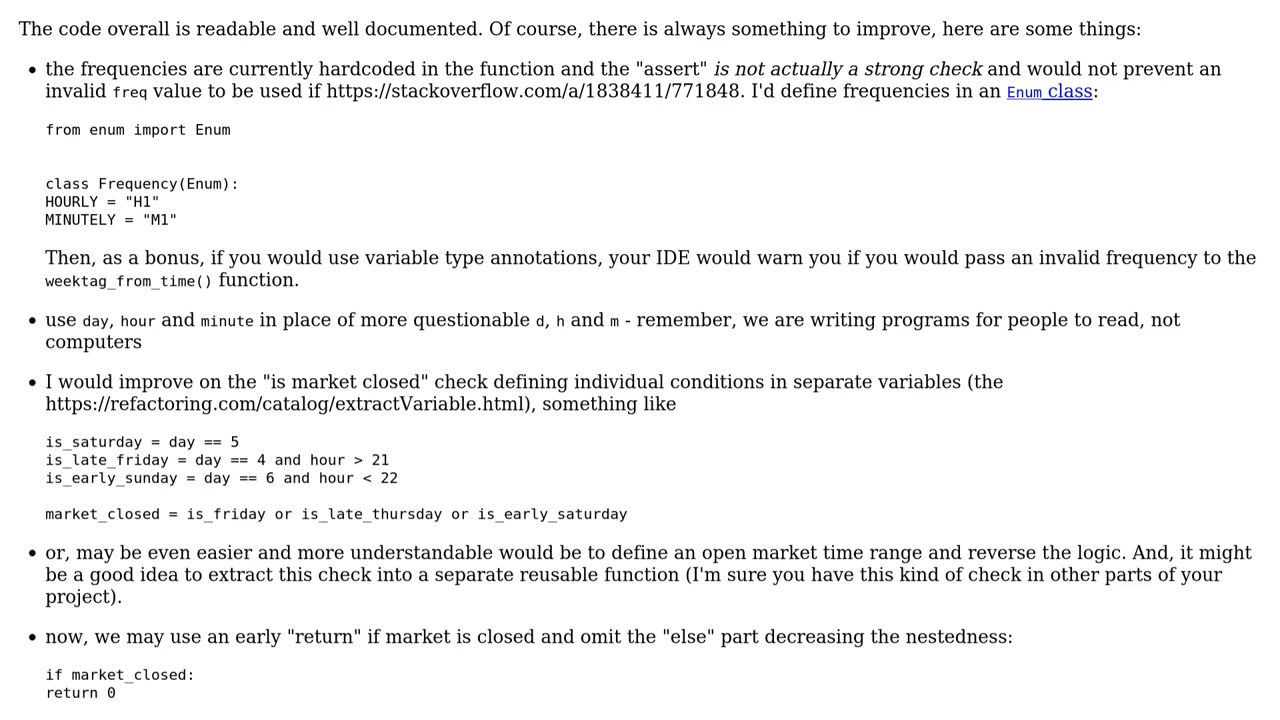 The code overall is readable and well documented. Of course, there is always something to improve, here are some things:
• the frequencies are currently hardcoded in the function and the "assert" is not actually a strong check and would not prevent an
invalid freq value to be used if https://stackoverflow.com/a/1838411/771848. I'd define frequencies in an Enum class:
from enum import Enum
class Frequency(Enum):
HOURLY = "H1"
MINUTELY = "M1"
Then, as a bonus, if you would use variable type annotations, your IDE would warn you if you would pass an invalid frequency to the
weektag_from_time() function.
• use day, hour and minute in place of more questionable d, h and m - remember, we are writing programs for people to read, not
computers
• I would improve on the "is market closed" check defining individual conditions in separate variables (the
https://refactoring.com/catalog/extractVariable.html), something like
is_saturday = day == 5
is_late_friday = day == 4 and hour > 21
is_early_sunday = day == 6 and hour < 22
market_closed = is_friday or is_late_thursday or is_early_saturday
• or, may be even easier and more understandable would be to define an open market time range and reverse the logic. And, it might
be a good idea to extract this check into a separate reusable function (I'm sure you have this kind of check in other parts of your
project).
• now, we may use an early "return" if market is closed and omit the "else" part decreasing the nestedness:
if market_closed:
return 0